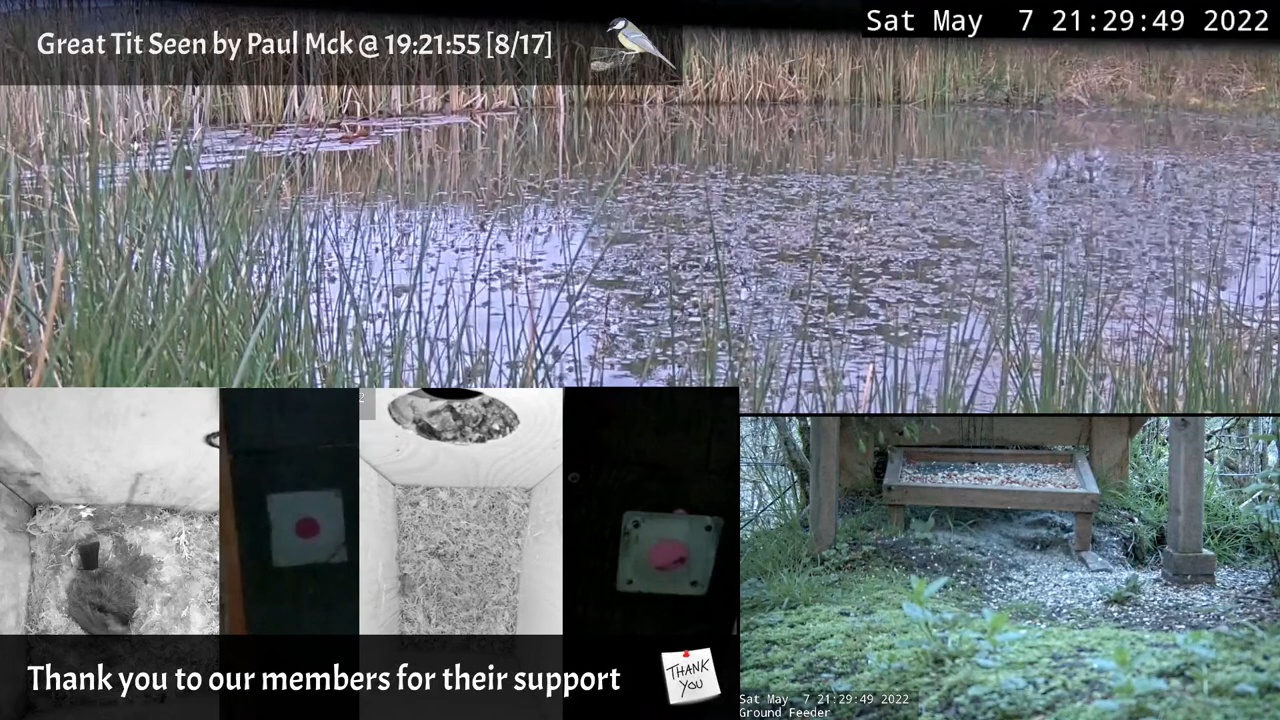 Great Tit Seen by Paul Mck @ 19:21:55 [8/17]
Sat May 7 21:29:49 2022
2
Thank you to our members for their support
THANK
YOU
Sat May 7 21:29:49 2022
Ground Feeder